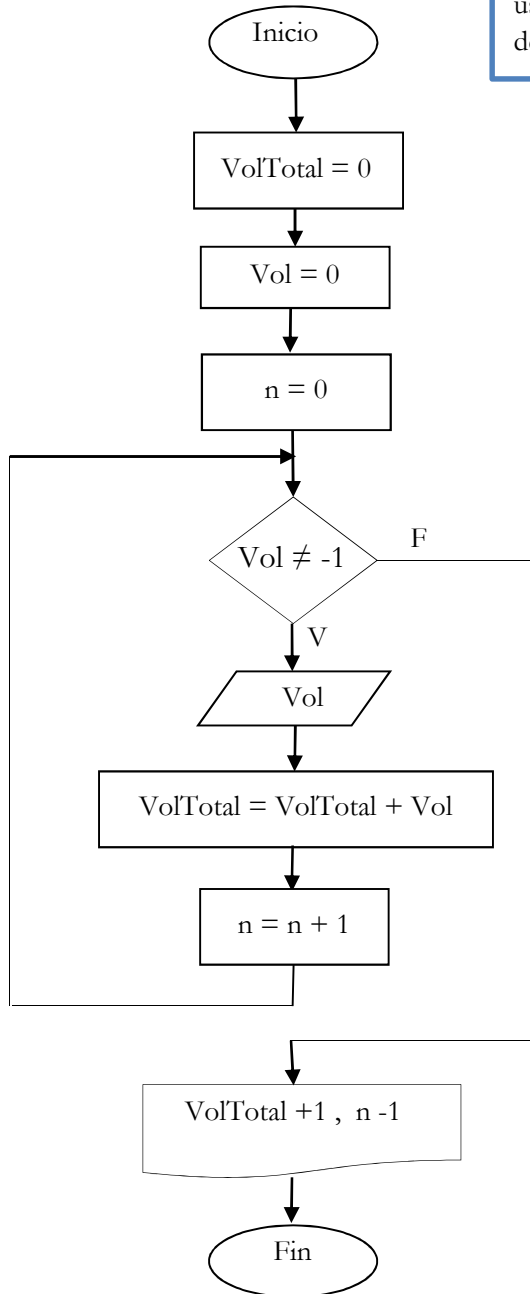 Inicio
VolTotal = 0
Vol = 0
n = 0
Vol ≠ -1
F
V
Vol
VolTotal = VolTotal + Vol
n = n + 1
VolTotal +1 , n -1
Fin